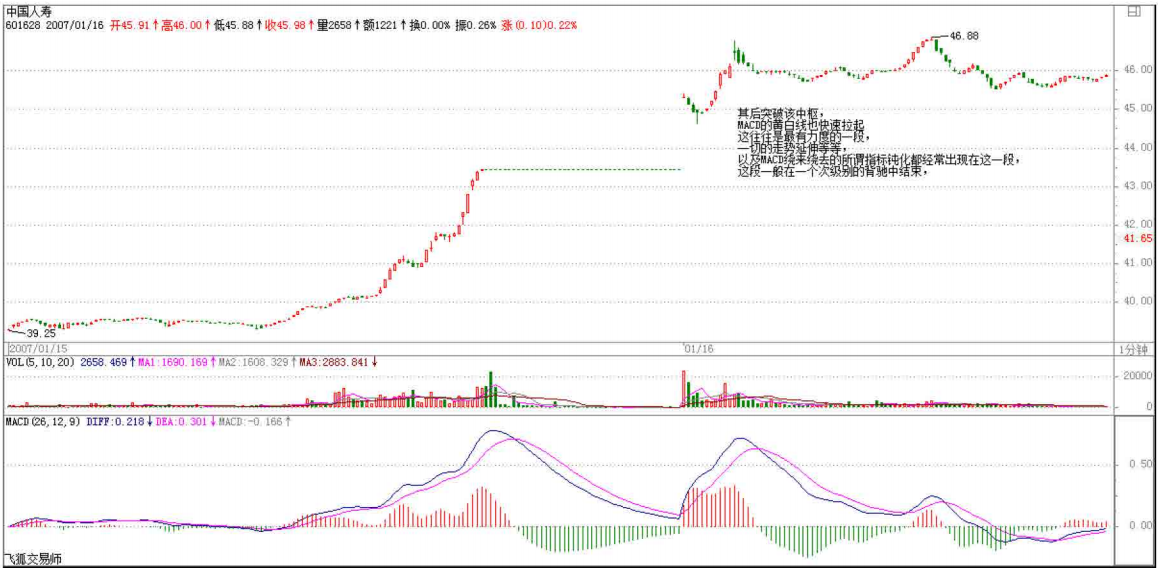 中国人寿
601628 2007/01/16 开45.91↑高46.00↑低45.88↑收45.98↑量2658↑额1221↑换0.00% 振0.26% 涨(0.10)0.22%
46.88
46.00
45.00
其后突破该中枢，
MACD的黄白线也快速拉起
这往往是最有力度的一段，
一切的走势延伸等等，
以及MACD绕来绕去的所谓指标钝化都经常出现在这一段，
这段一般在一个次级别的背驰中结束，
44.00
43.00
42.00
41.65
41.00
40.00
39.25
2007/01/15
01/16
1分钟
VOL(5,10,20) 2658.469↑MA1:1690.169↑MA2:1608.329↑MA3:2883.841↓
20000
0
MACD(26,12,9) DIFF:0.218↓DEA:0.301↓MACD:-0.166↑
0.50
0.00
飞狐交易师